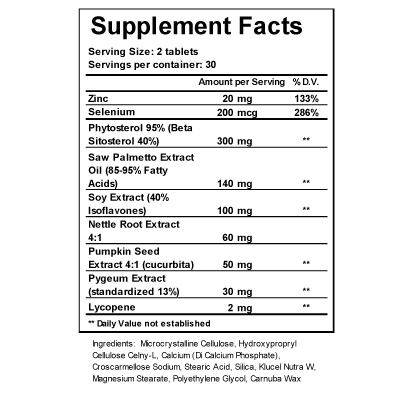 Supplement Facts
Serving Size: 2 tablets
Servings per container: 30
Amount per Serving % D.V.
Zinc 20 mg 133%
Selenium 200 mcg 286%
Phytosterol 95% (Beta
Sitosterol 40%) 300 mg **
Saw Palmetto Extract
Oil (85-95% Fatty
Acids) 140 mg **
Soy Extract (40%
Isoflavones) 100 mg **
Nettle Root Extract
4:1 60 mg
Pumpkin Seed
Extract 4:1 (cucurbita) 50 mg **
Pygeum Extract
(standardized 13%) 30 mg **
Lycopene 2 mg **
** Daily Value not established
Ingredients: Microcrystalline Cellulose, Hydroxypropryl
Cellulose Celny-L, Calcium (Di Calcium Phosphate),
Croscarmellose Sodium, Stearic Acid, Silica, Klucel Nutra W,
Magnesium Stearate, Polyethylene Glycol, Carnuba Wax